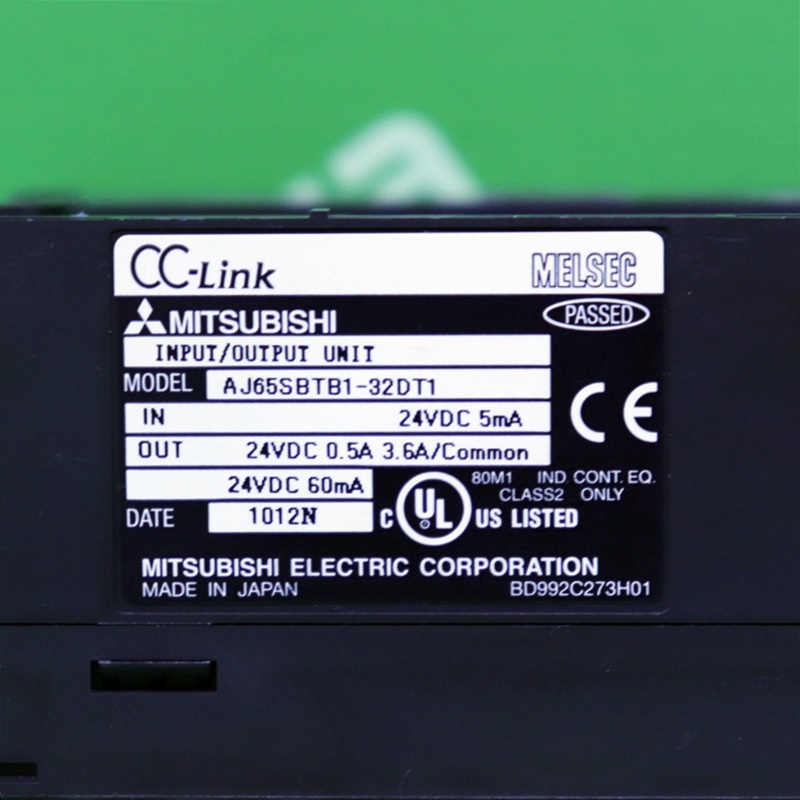 CC-Link MELSEC
MITSUBISHI PASSED
INPUT/OUTPUT UNIT
MODEL AJ65SBTB1-32DT1
IN 24VDC 5mA
OUT 24VDC 0.5A 3.6A/Common
24VDC 60mA
80M1 IND. CONT. EQ.
CLASS2 ONLY
DATE 1012N
C UL US LISTED
CE
MITSUBISHI ELECTRIC CORPORATION
MADE IN JAPAN BD992C273H01